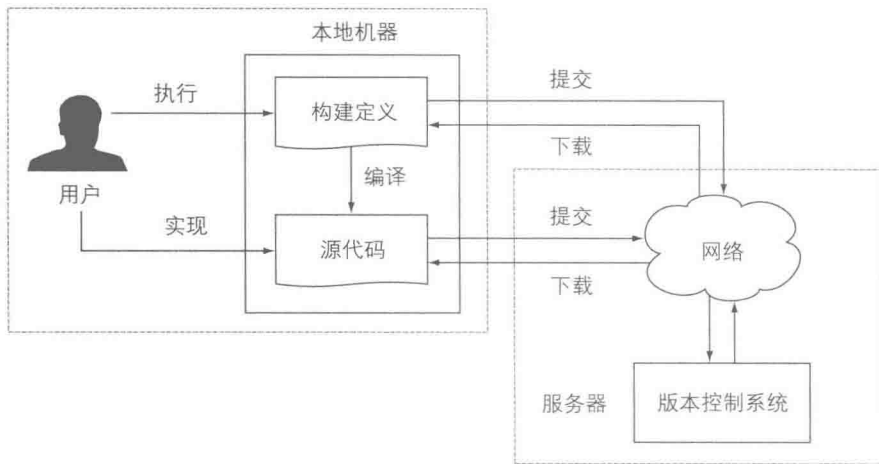 本地机器
执行
构建定义
提交
下载
用户
编译
实现
源代码
提交
下载
网络
服务器
版本控制系统